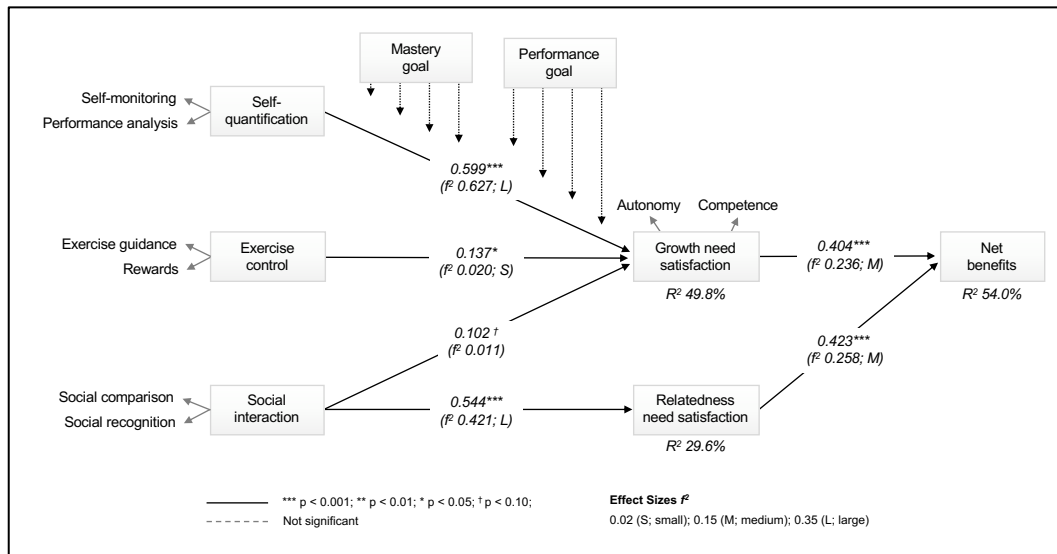 Mastery
goal
Performance
goal
Self-monitoring
Performance analysis
Self-
quantification
0.599***
(f² 0.627; L)
Autonomy
Competence
Exercise guidance
Rewards
Exercise
control
0.137*
(f² 0.020; S)
Growth need
satisfaction
R² 49.8%
0.404***
(f² 0.236; M)
Net
benefits
R² 54.0%
0.102 †
(f² 0.011)
0.423***
(f² 0.258; M)
Social comparison
Social recognition
Social
interaction
0.544***
(f² 0.421; L)
Relatedness
need satisfaction
R² 29.6%
*** p < 0.001; ** p < 0.01; * p < 0.05; † p < 0.10;
Not significant
Effect Sizes f²
0.02 (S; small); 0.15 (M; medium); 0.35 (L; large)